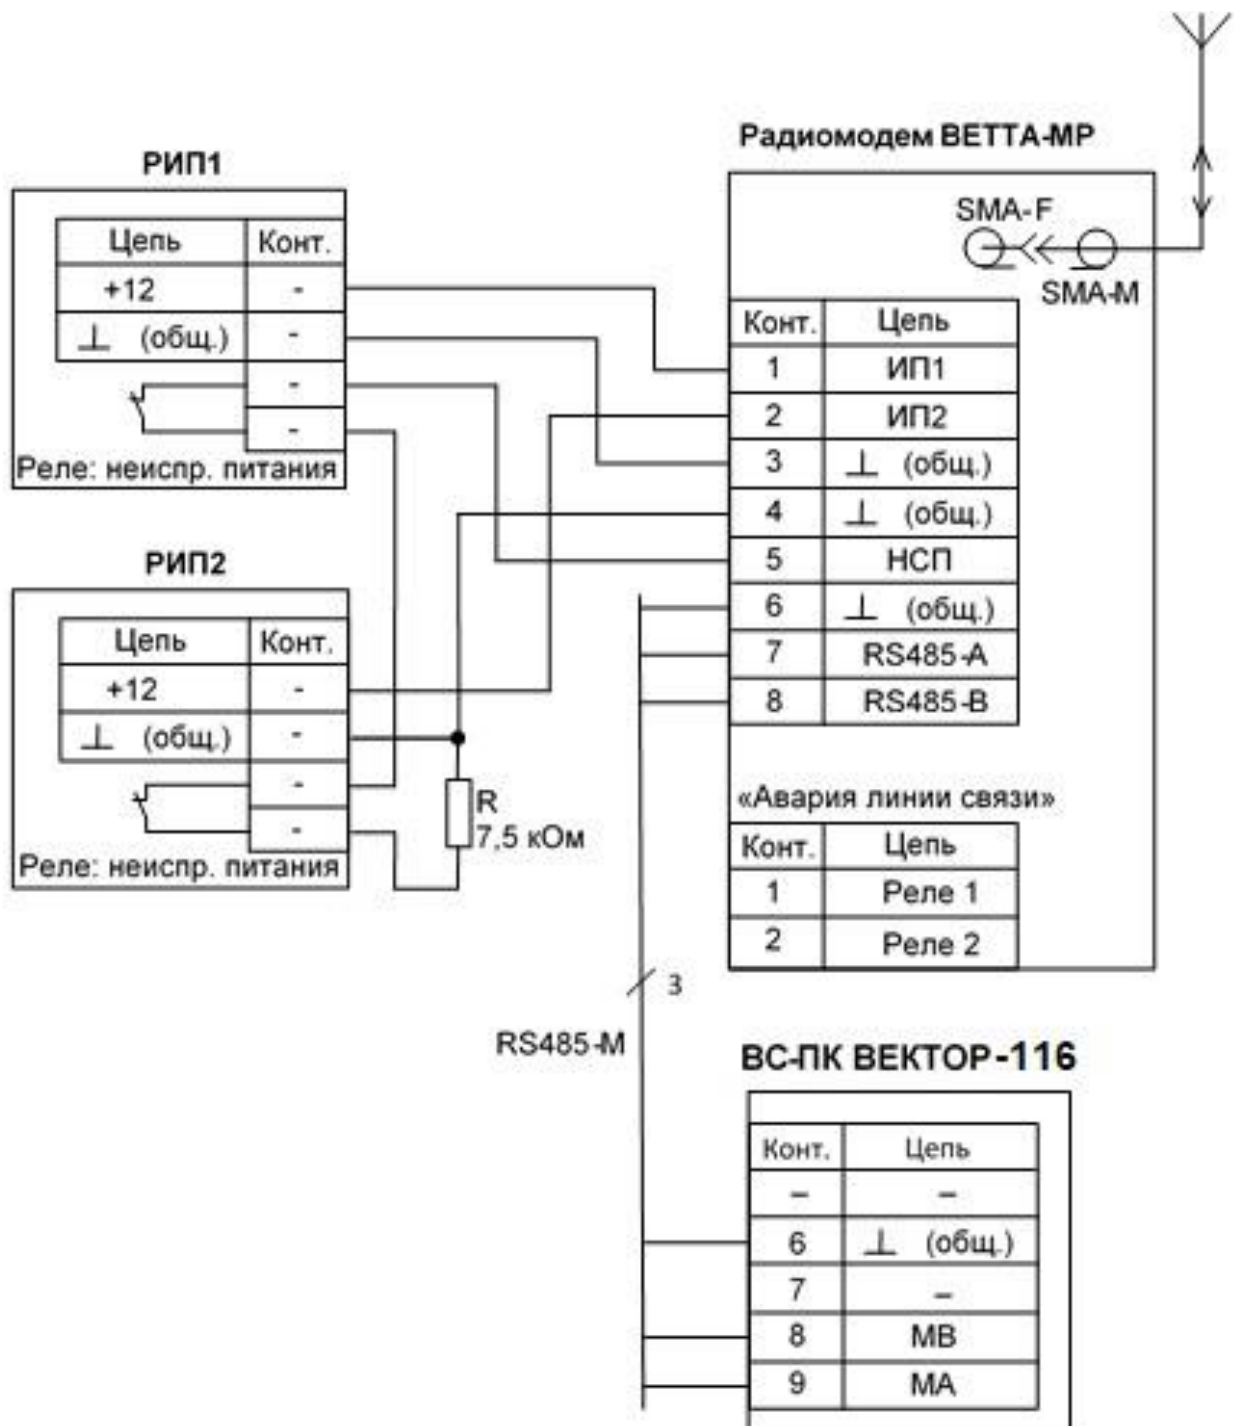 Радиомодем ВЕТТА-МР
РИП1
SMA-F
SMA-M
Цепь Конт.
+12 -
⊥ (общ.) -
-
-
Реле: неиспр. питания
Конт. Цепь
1 ИП1
2 ИП2
3 ⊥ (общ.)
4 ⊥ (общ.)
5 НСП
6 ⊥ (общ.)
7 RS485-A
8 RS485-B
РИП2
Цепь Конт.
+12 -
⊥ (общ.) -
-
-
Реле: неиспр. питания
R
7,5 кОм
«Авария линии связи»
Конт. Цепь
1 Реле 1
2 Реле 2
3
RS485-M
ВС-ПК ВЕКТОР-116
Конт. Цепь
– –
6 ⊥ (общ.)
7 –
8 МВ
9 МА